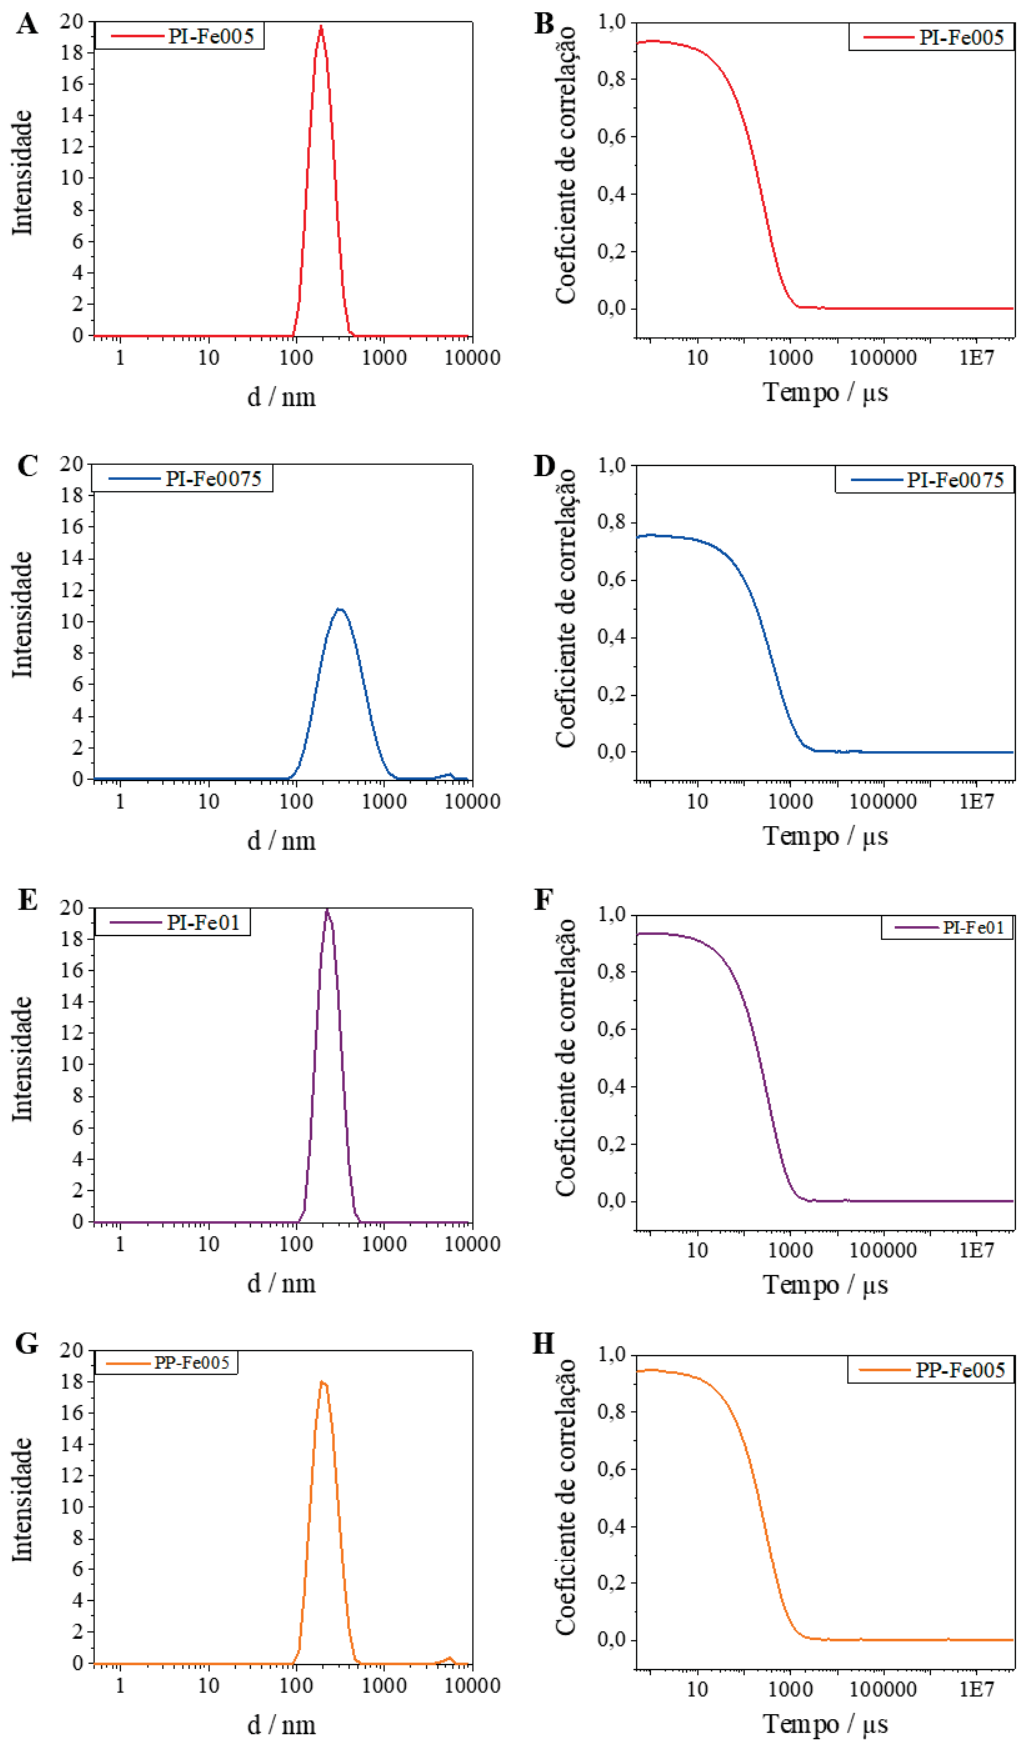 A
PI-Fe005
20
18
16
14
12
10
8
6
4
2
0
Intensidade
1 10 100 1000 10000
d / nm
B
PI-Fe005
1,0
0,8
0,6
0,4
0,2
0,0
Coeficiente de correlação
10 1000 100000 1E7
Tempo / µs
C
PI-Fe0075
20
18
16
14
12
10
8
6
4
2
0
Intensidade
1 10 100 1000 10000
d / nm
D
PI-Fe0075
1,0
0,8
0,6
0,4
0,2
0,0
Coeficiente de correlação
10 1000 100000 1E7
Tempo / µs
E
PI-Fe01
20
18
16
14
12
10
8
6
4
2
0
Intensidade
1 10 100 1000 10000
d / nm
F
PI-Fe01
1,0
0,8
0,6
0,4
0,2
0,0
Coeficiente de correlação
10 1000 100000 1E7
Tempo / µs
G
PP-Fe005
20
18
16
14
12
10
8
6
4
2
0
Intensidade
1 10 100 1000 10000
d / nm
H
PP-Fe005
1,0
0,8
0,6
0,4
0,2
0,0
Coeficiente de correlação
10 1000 100000 1E7
Tempo / µs